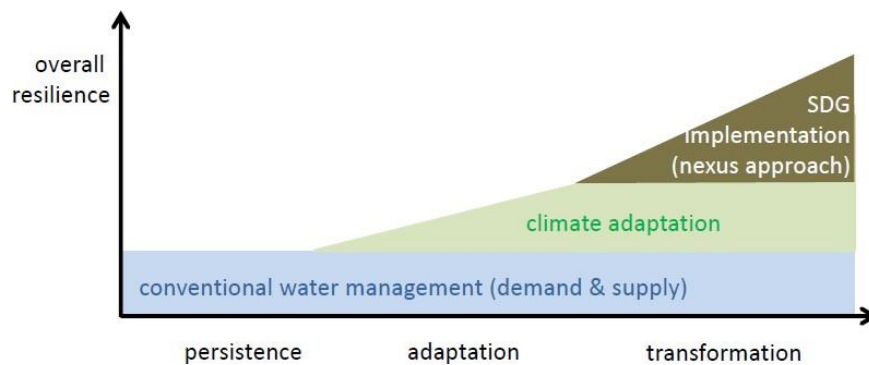 overall
resilience
SDG
implementation
(nexus approach)
climate adaptation
conventional water management (demand & supply)
persistence adaptation transformation